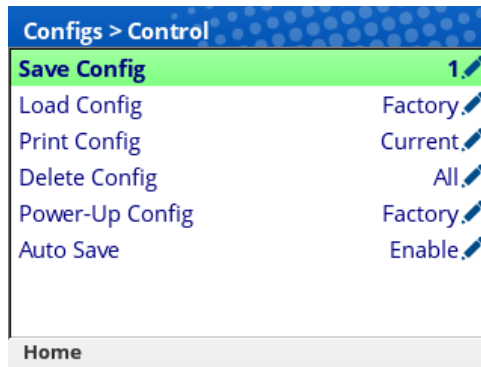 Configs > Control
Save Config 1
Load Config Factory
Print Config Current
Delete Config All
Power-Up Config Factory
Auto Save Enable
Home